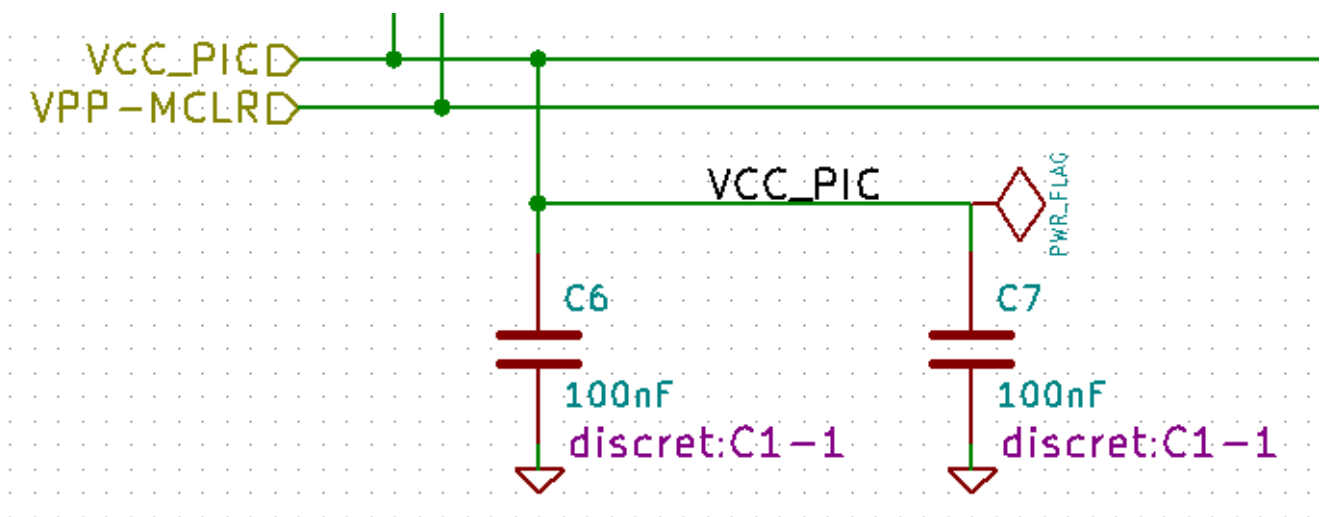 VCC_PIC
VPP-MCLR
VCC_PIC
PWR_FLAG
C6
100nF
discret:C1-1
C7
100nF
discret:C1-1